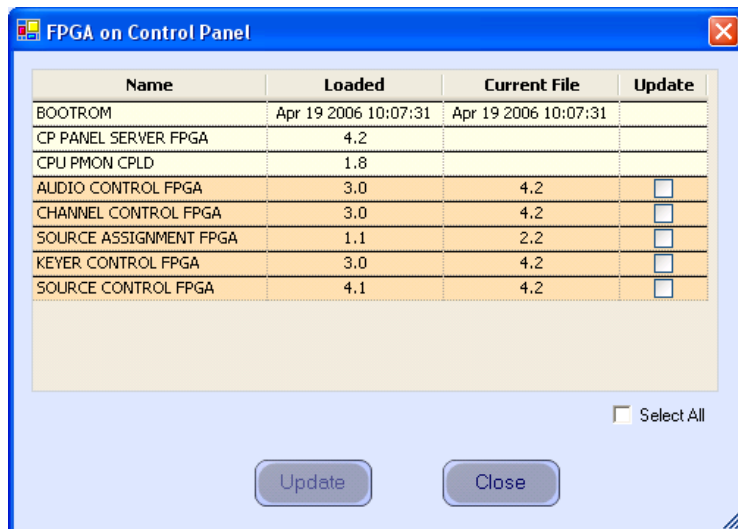 FPGA on Control Panel
Name Loaded Current File Update
BOOTROM Apr 19 2006 10:07:31 Apr 19 2006 10:07:31
CP PANEL SERVER FPGA 4.2
CPU PMON CPLD 1.8
AUDIO CONTROL FPGA 3.0 4.2
CHANNEL CONTROL FPGA 3.0 4.2
SOURCE ASSIGNMENT FPGA 1.1 2.2
KEYER CONTROL FPGA 3.0 4.2
SOURCE CONTROL FPGA 4.1 4.2
Select All
Update Close